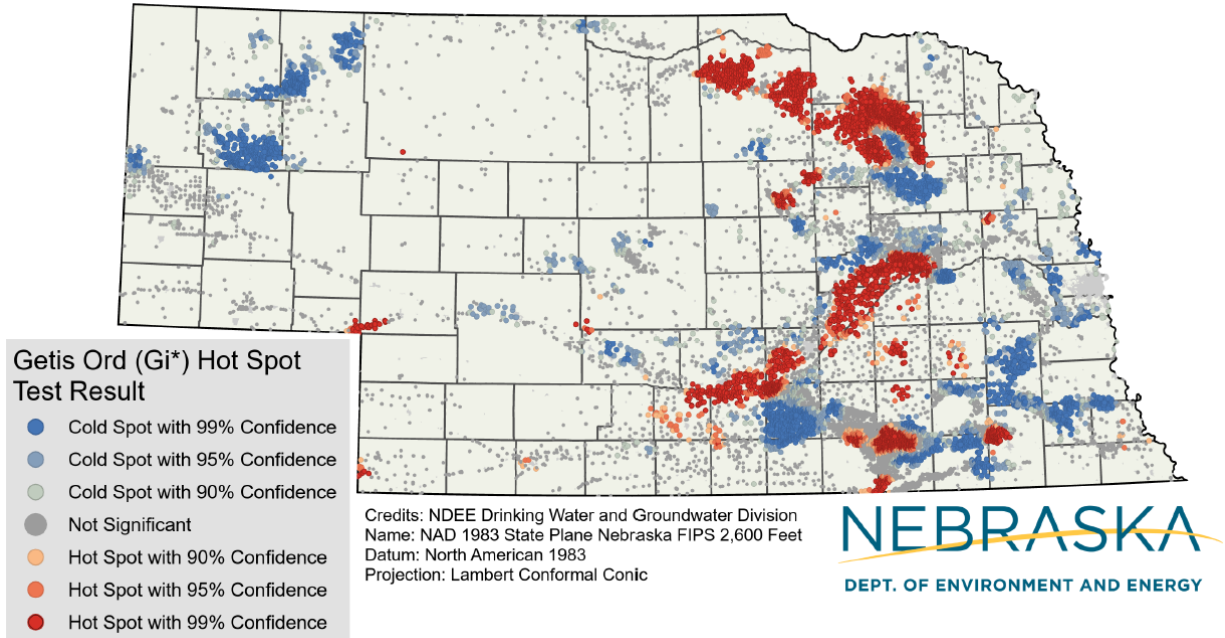 Getis Ord (Gi*) Hot Spot
Test Result
Cold Spot with 99% Confidence
Cold Spot with 95% Confidence
Cold Spot with 90% Confidence
Not Significant
Hot Spot with 90% Confidence
Hot Spot with 95% Confidence
Hot Spot with 99% Confidence
Credits: NDEE Drinking Water and Groundwater Division
Name: NAD 1983 State Plane Nebraska FIPS 2,600 Feet
Datum: North American 1983
Projection: Lambert Conformal Conic
NEBRASKA
DEPT. OF ENVIRONMENT AND ENERGY